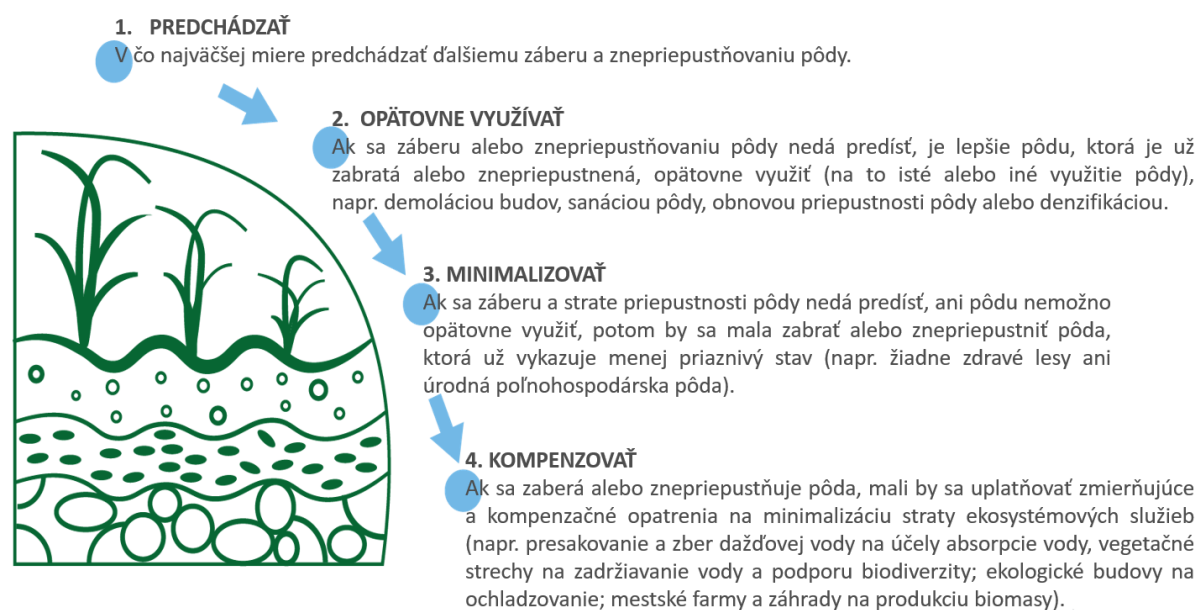 1. PREDCHÁDZAŤ
V čo najväčšej miere predchádzať ďalšiemu záberu a znepriepustňovaniu pôdy.
2. OPÄTOVNE VYUŽÍVAŤ
Ak sa záberu alebo znepriepustňovaniu pôdy nedá predísť, je lepšie pôdu, ktorá je už
zabratá alebo znepriepustnená, opätovne využiť (na to isté alebo iné využitie pôdy),
napr. demoláciou budov, sanáciou pôdy, obnovou priepustnosti pôdy alebo denzifikáciou.
3. MINIMALIZOVAŤ
Ak sa záberu a strate priepustnosti pôdy nedá predísť, ani pôdu nemožno
opätovne využiť, potom by sa mala zabrať alebo znepriepustniť pôda,
ktorá už vykazuje menej priaznivý stav (napr. žiadne zdravé lesy ani
úrodná poľnohospodárska pôda).
4. KOMPENZOVAŤ
Ak sa zaberá alebo znepriepustňuje pôda, mali by sa uplatňovať zmierňujúce
a kompenzačné opatrenia na minimalizáciu straty ekosystémových služieb
(napr. presakovanie a zber dažďovej vody na účely absorpcie vody, vegetačné
strechy na zadržiavanie vody a podporu biodiverzity; ekologické budovy na
ochladzovanie; mestské farmy a záhrady na produkciu biomasy).